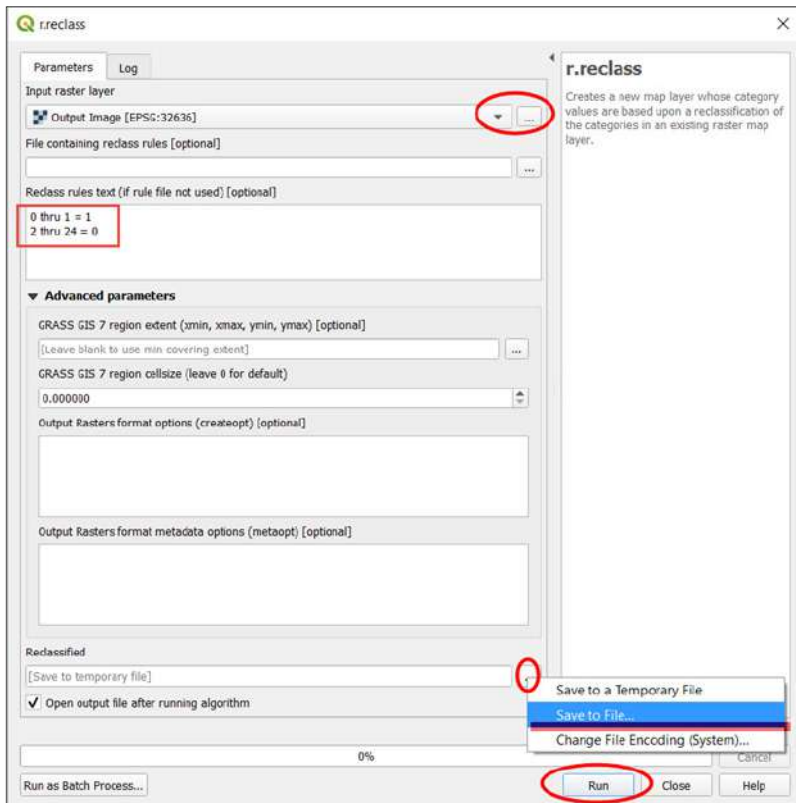 r.reclass
Parameters
Log
Input raster layer
Output Image [EPSG:32636]
...
File containing reclass rules [optional]
...
Reclass rules text (if rule file not used) [optional]
0 thru 1 = 1
2 thru 24 = 0
Advanced parameters
GRASS GIS 7 region extent (xmin, xmax, ymin, ymax) [optional]
[Leave blank to use min covering extent]
...
GRASS GIS 7 region cellsize (leave 0 for default)
0.000000
Output Rasters format options (createopt) [optional]
Output Rasters format metadata options (metaopt) [optional]
Reclassified
[Save to temporary file]
Open output file after running algorithm
Save to a Temporary File
Save to File...
Change File Encoding (System)...
0%
Cancel
Run as Batch Process...
Run
Close
Help
r.reclass
Creates a new map layer whose category
values are based upon a reclassification of
the categories in an existing raster map
layer.